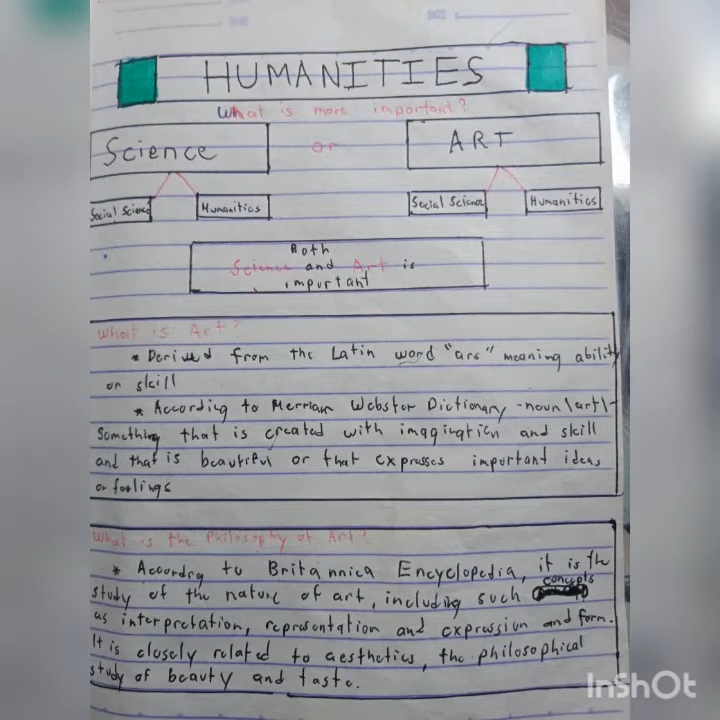 DATE
HUMANITIES
What is more important?
Science or ART
Social Science Humanities Social Science Humanities
Both
Science and Art is
important
What is Art?
* Derived from the Latin word "ars" meaning ability
or skill
* According to Merriam Webster Dictionary -noun \art\-
Something that is created with imagination and skill
and that is beautiful or that expresses important ideas
or feelings
What is the Philosophy of Art?
* According to Britannica Encyclopedia, it is the
study of the nature of art, including such concepts
as interpretation, representation and expression and form.
It is closely related to aesthetics, the philosophical
study of beauty and taste.
InShOt